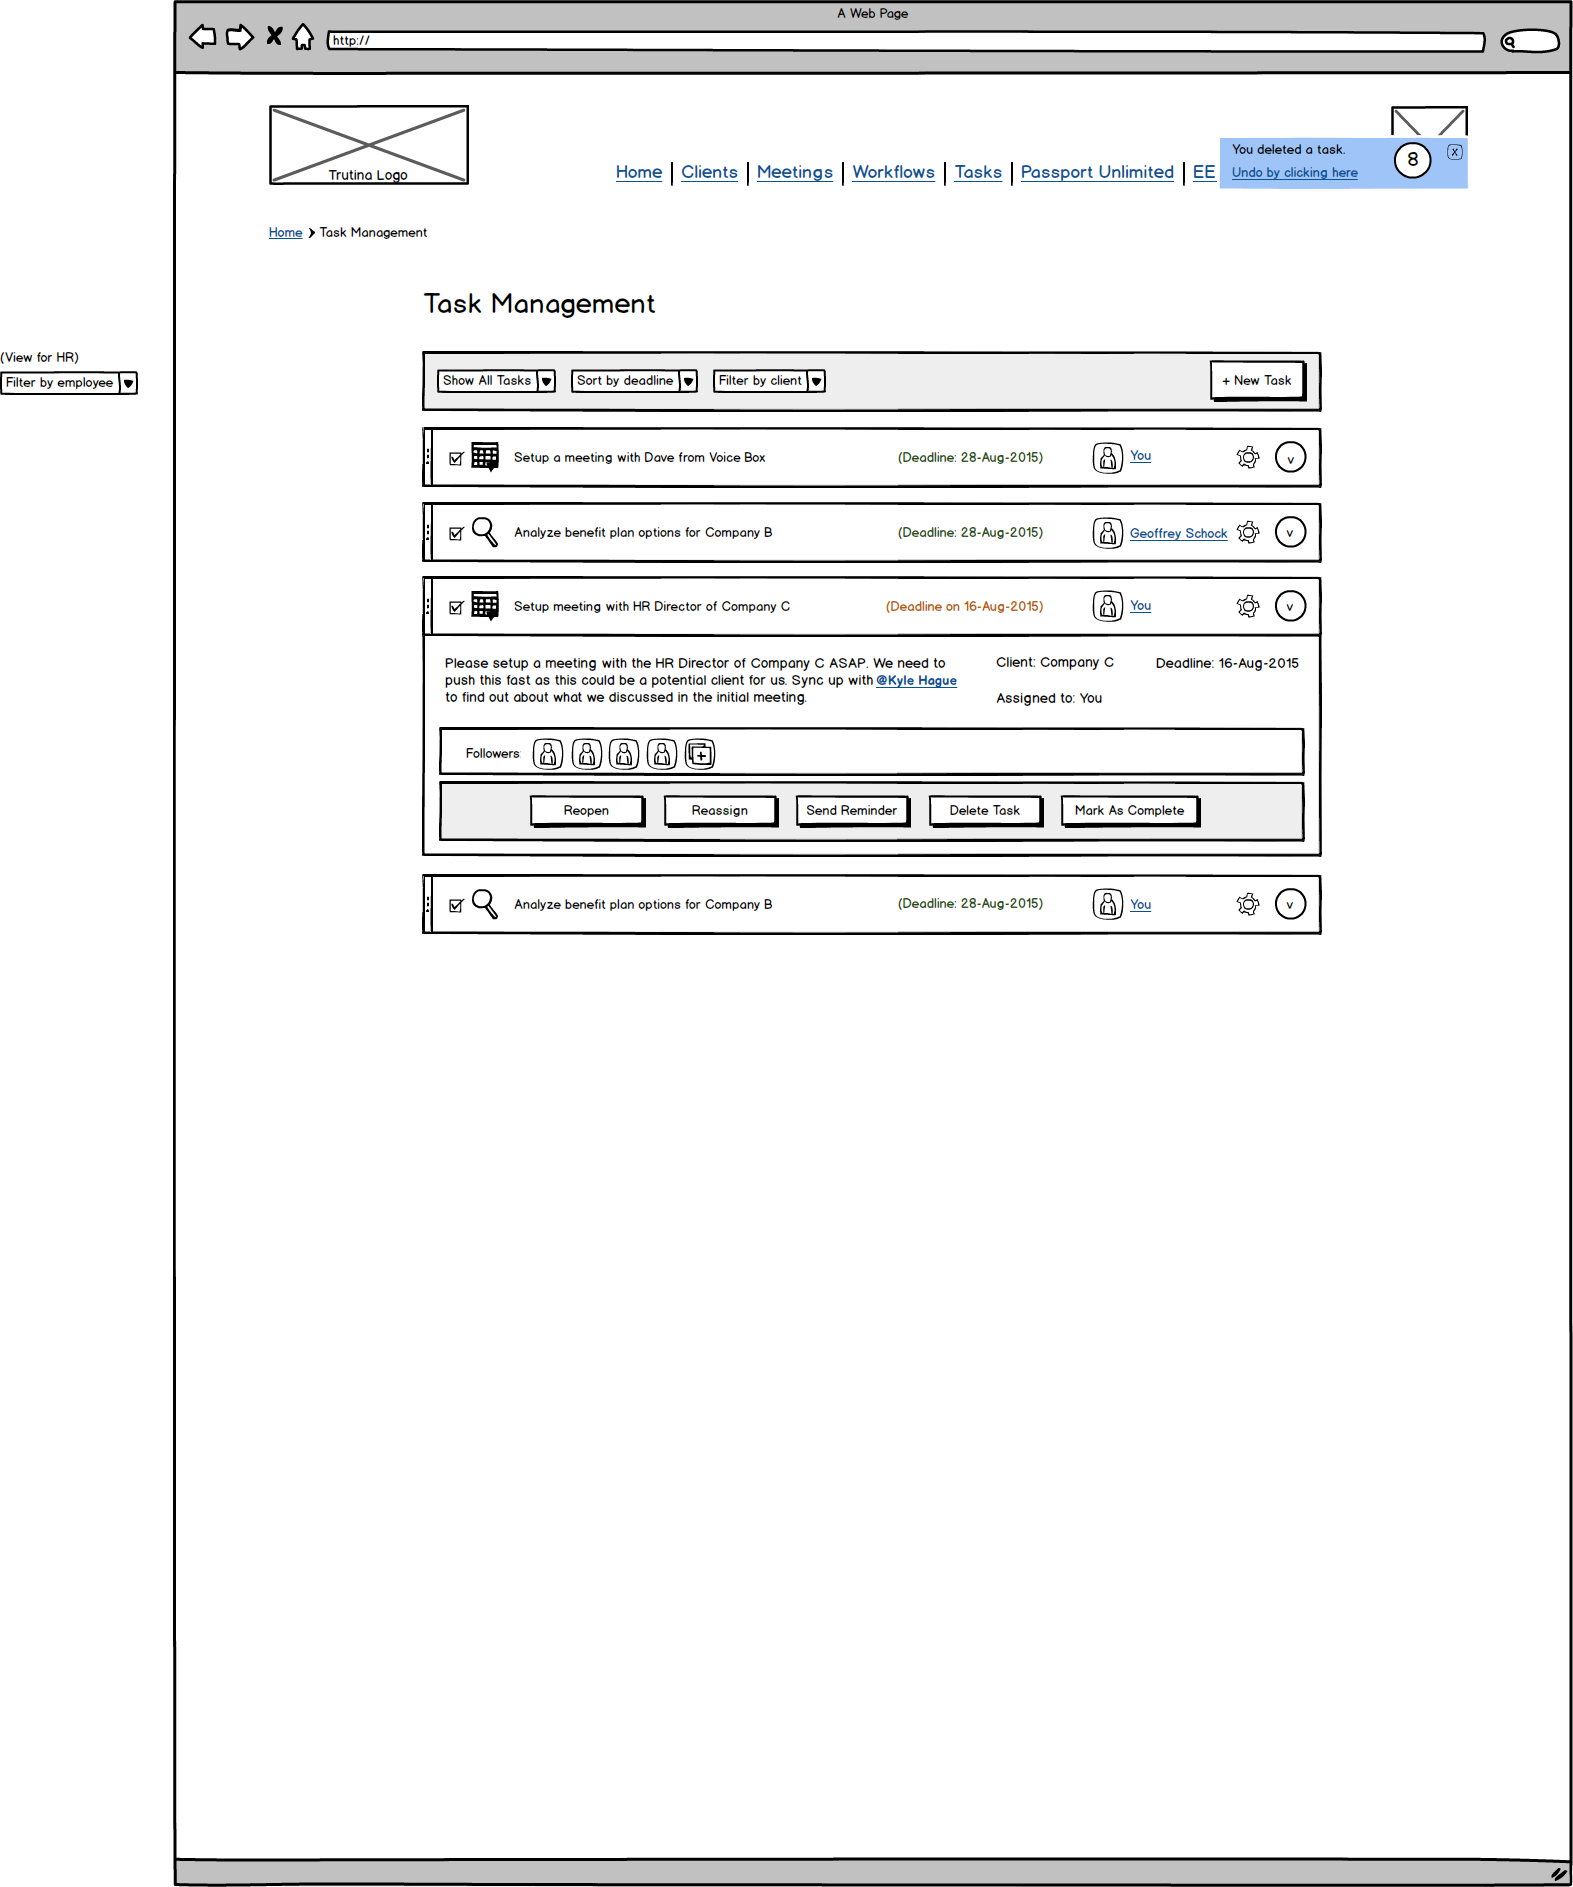 A Web Page
http://
Trutina Logo
Home
Clients
Meetings
Workflows
Tasks
Passport Unlimited
EE
You deleted a task.
Undo by clicking here
8
X
Home
Task Management
Task Management
(View for HR)
Filter by employee
Show All Tasks
Sort by deadline
Filter by client
+ New Task
Setup a meeting with Dave from Voice Box
(Deadline: 28-Aug-2015)
You
v
Analyze benefit plan options for Company B
(Deadline: 28-Aug-2015)
Geoffrey Schock
v
Setup meeting with HR Director of Company C
(Deadline on 16-Aug-2015)
You
v
Please setup a meeting with the HR Director of Company C ASAP. We need to
push this fast as this could be a potential client for us. Sync up with @Kyle Hague
to find out about what we discussed in the initial meeting.
Client: Company C
Deadline: 16-Aug-2015
Assigned to: You
Followers:
Reopen
Reassign
Send Reminder
Delete Task
Mark As Complete
Analyze benefit plan options for Company B
(Deadline: 28-Aug-2015)
You
v